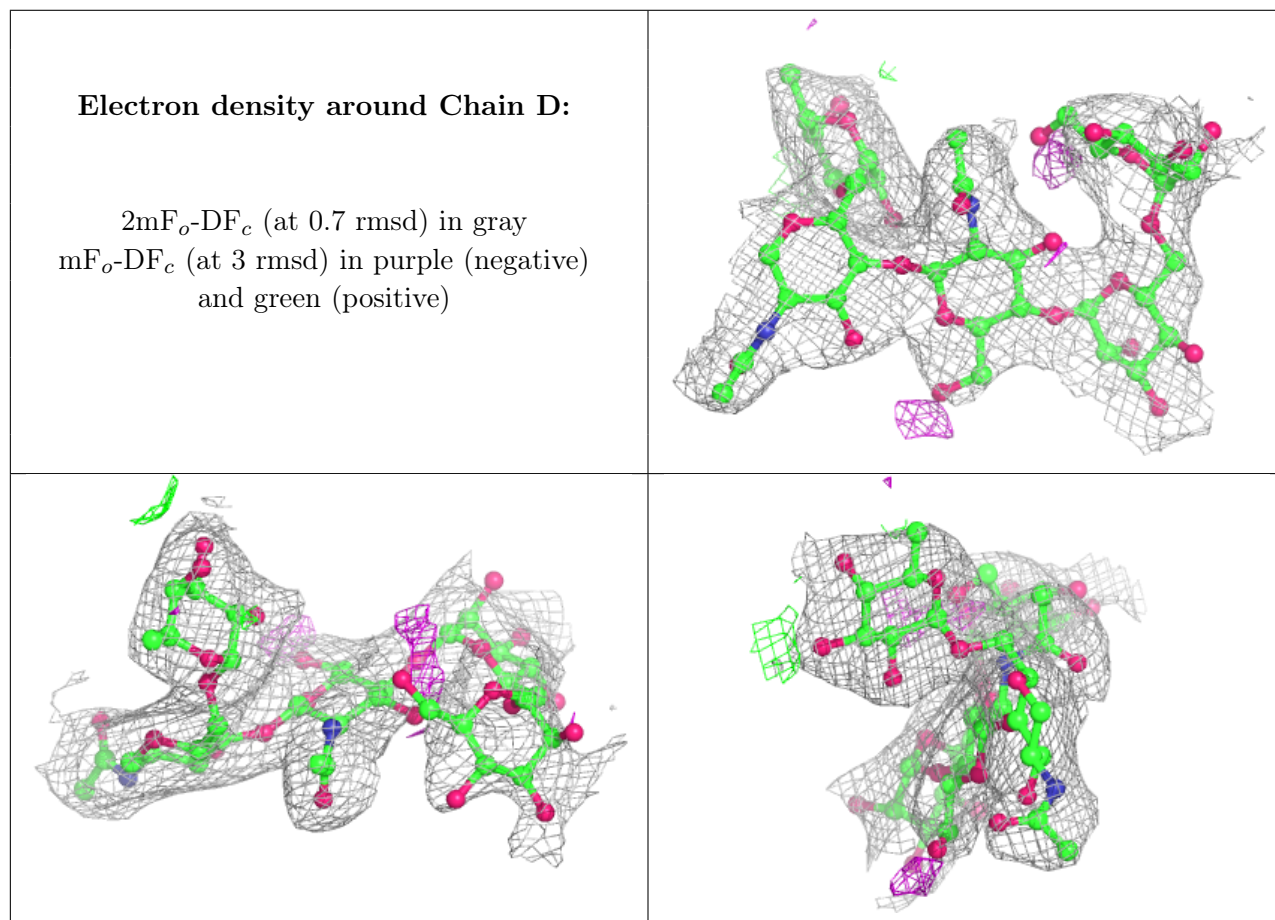 Electron density around Chain D:
2mFo-DFc (at 0.7 rmsd) in gray
mFo-DFc (at 3 rmsd) in purple (negative)
and green (positive)